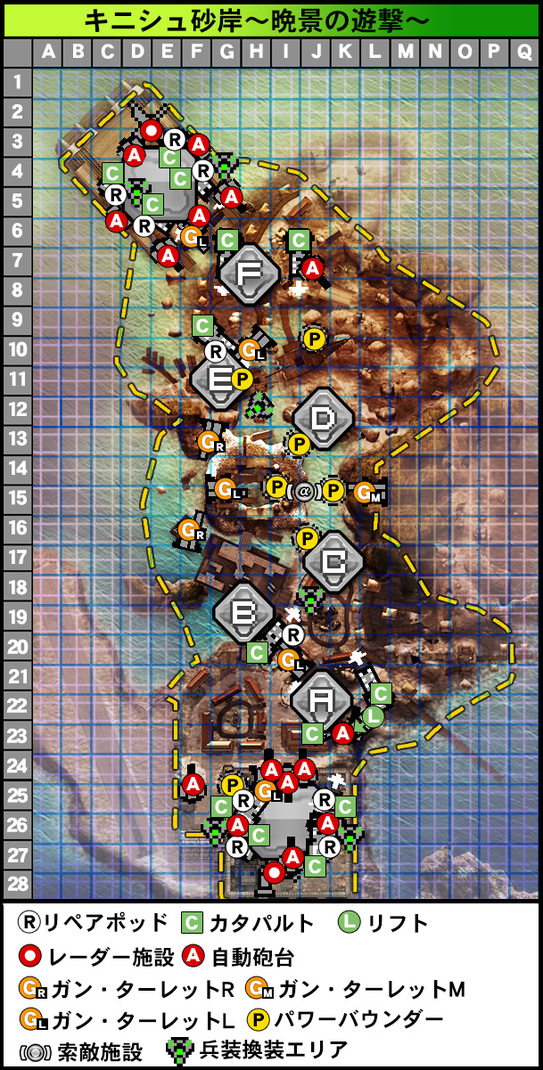 キニシュ砂岸～晩景の遊撃～
A B C D E F G H I J K L M N O P Q
1
2
R
3
A R A
4
C C R
C
5
R C A
A A
6
R G L C C
7
A F A
8
9
C
10
R G L P
11
E P
12
D
13
G R P
14
15
G L P @ P G M
16
G R P
17
C
18
19
B
R
20
C G L
21
A C
22
L
23
C A
24
A A
A A
25
P G L
C R R C
26
A C A
R R
27
A C
28
R リペアポッド C カタパルト L リフト
レーダー施設 A 自動砲台
G R ガン・ターレットR G M ガン・ターレットM
G L ガン・ターレットL P パワーバウンダー
@ 索敵施設 兵装換装エリア